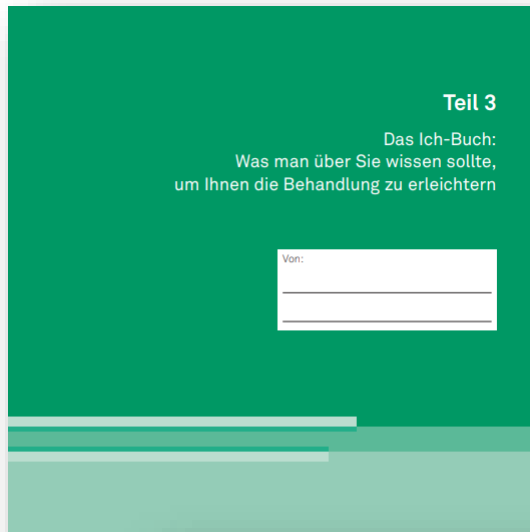 Teil 3
Das Ich-Buch:
Was man über Sie wissen sollte,
um Ihnen die Behandlung zu erleichtern
Von: